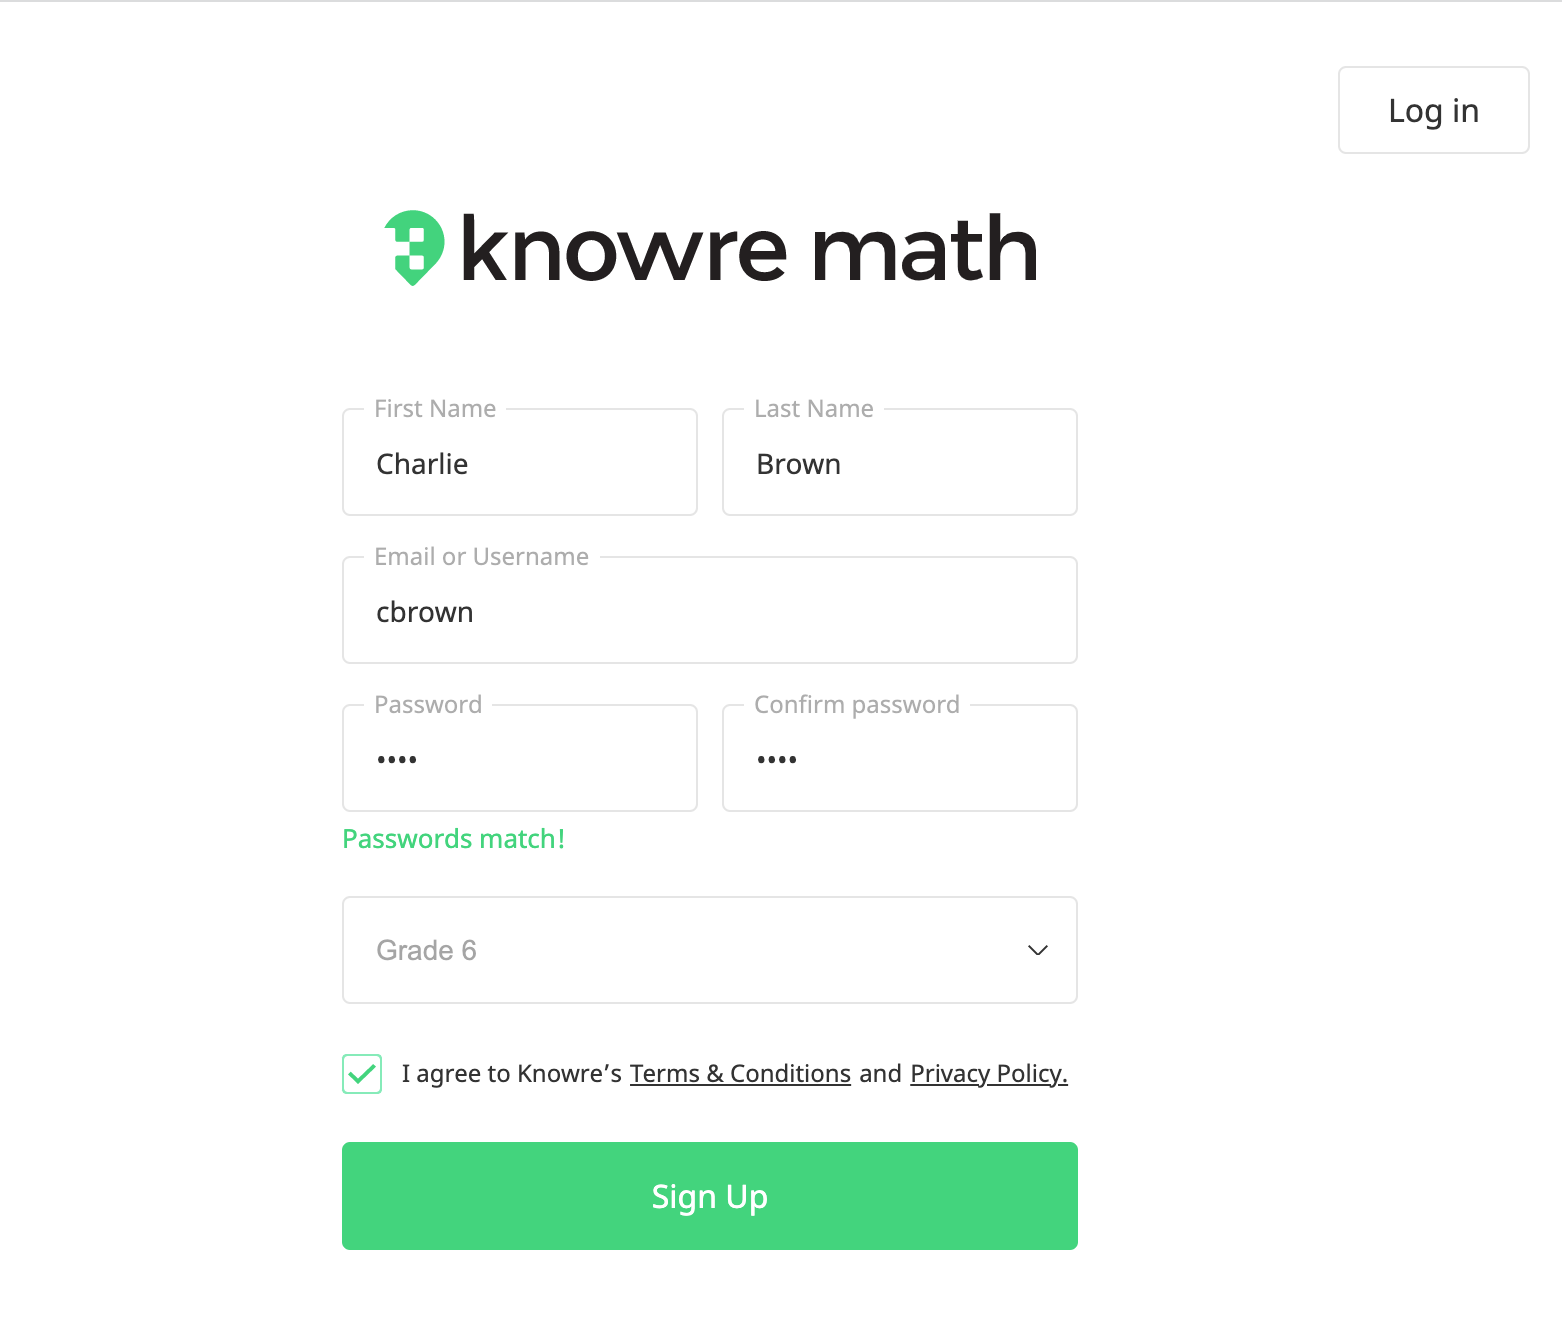 Log in
knowre math
First Name
Last Name
Charlie
Brown
Email or Username
cbrown
Password
Confirm password
••••
••••
Passwords match!
Grade 6
I agree to Knowre’s Terms & Conditions and Privacy Policy.
Sign Up